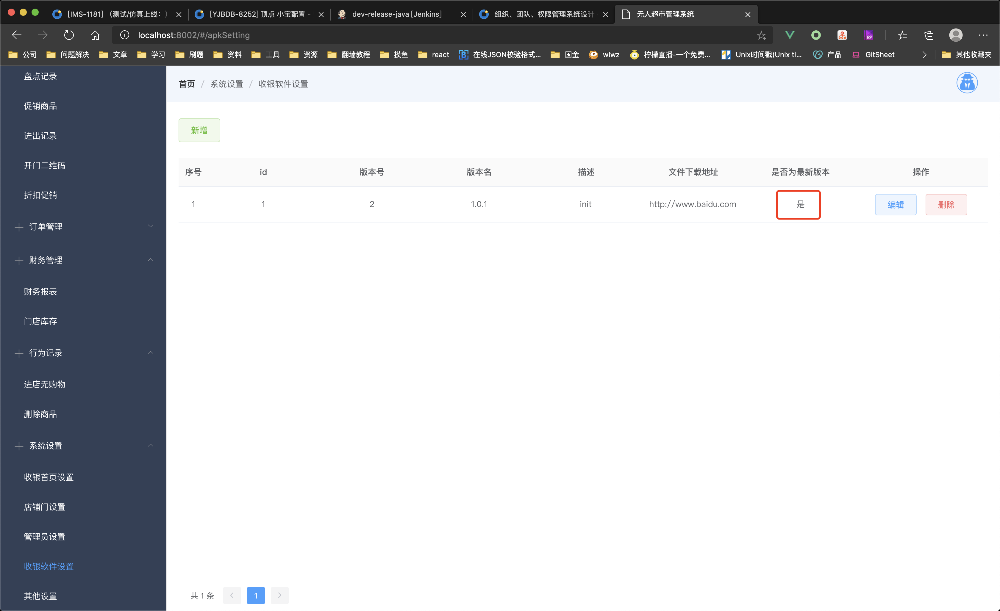 [IMS-1181]（测试/仿真上线：）
[YJBDB-8252] 顶点 小宝配置 -
dev-release-java [Jenkins]
组织、团队、权限管理系统设计
无人超市管理系统
localhost:8002/#/apkSetting
公司 问题解决 文章 学习 刷题 资料 工具 资源 翻墙教程 摸鱼 react 在线JSON校验格式... 国金 wlwz 柠檬直播-一个免费... Unix时间戳(Unix ti... 产品 GitSheet 其他收藏夹
盘点记录
促销商品
进出记录
开门二维码
折扣促销
订单管理
财务管理
财务报表
门店库存
行为记录
进店无购物
删除商品
系统设置
收银首页设置
店铺门设置
管理员设置
收银软件设置
其他设置
首页 / 系统设置 / 收银软件设置
新增
序号 id 版本号 版本名 描述 文件下载地址 是否为最新版本 操作
1 1 2 1.0.1 init http://www.baidu.com 是 编辑 删除
共 1 条 1